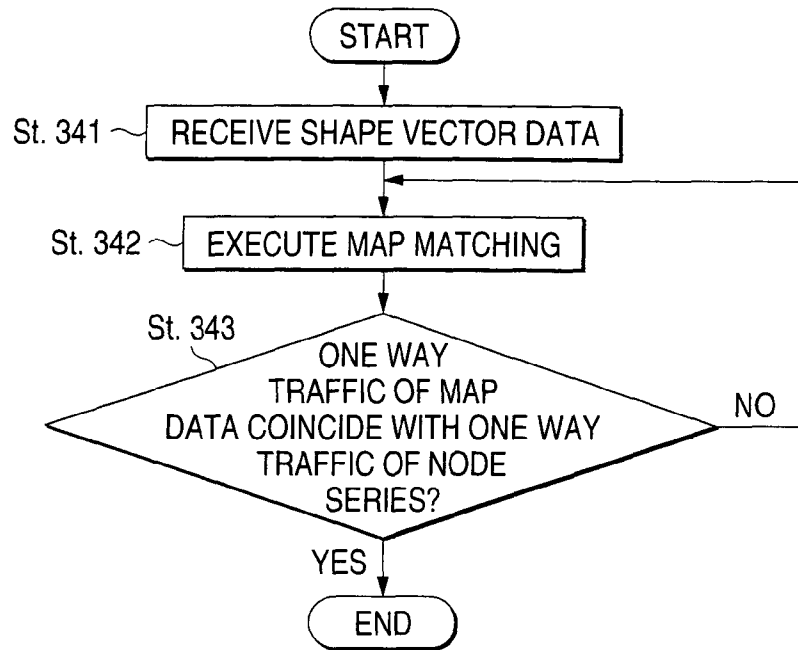 START
St. 341
RECEIVE SHAPE VECTOR DATA
St. 342
EXECUTE MAP MATCHING
St. 343
ONE WAY
TRAFFIC OF MAP
DATA COINCIDE WITH ONE WAY
TRAFFIC OF NODE
SERIES?
NO
YES
END